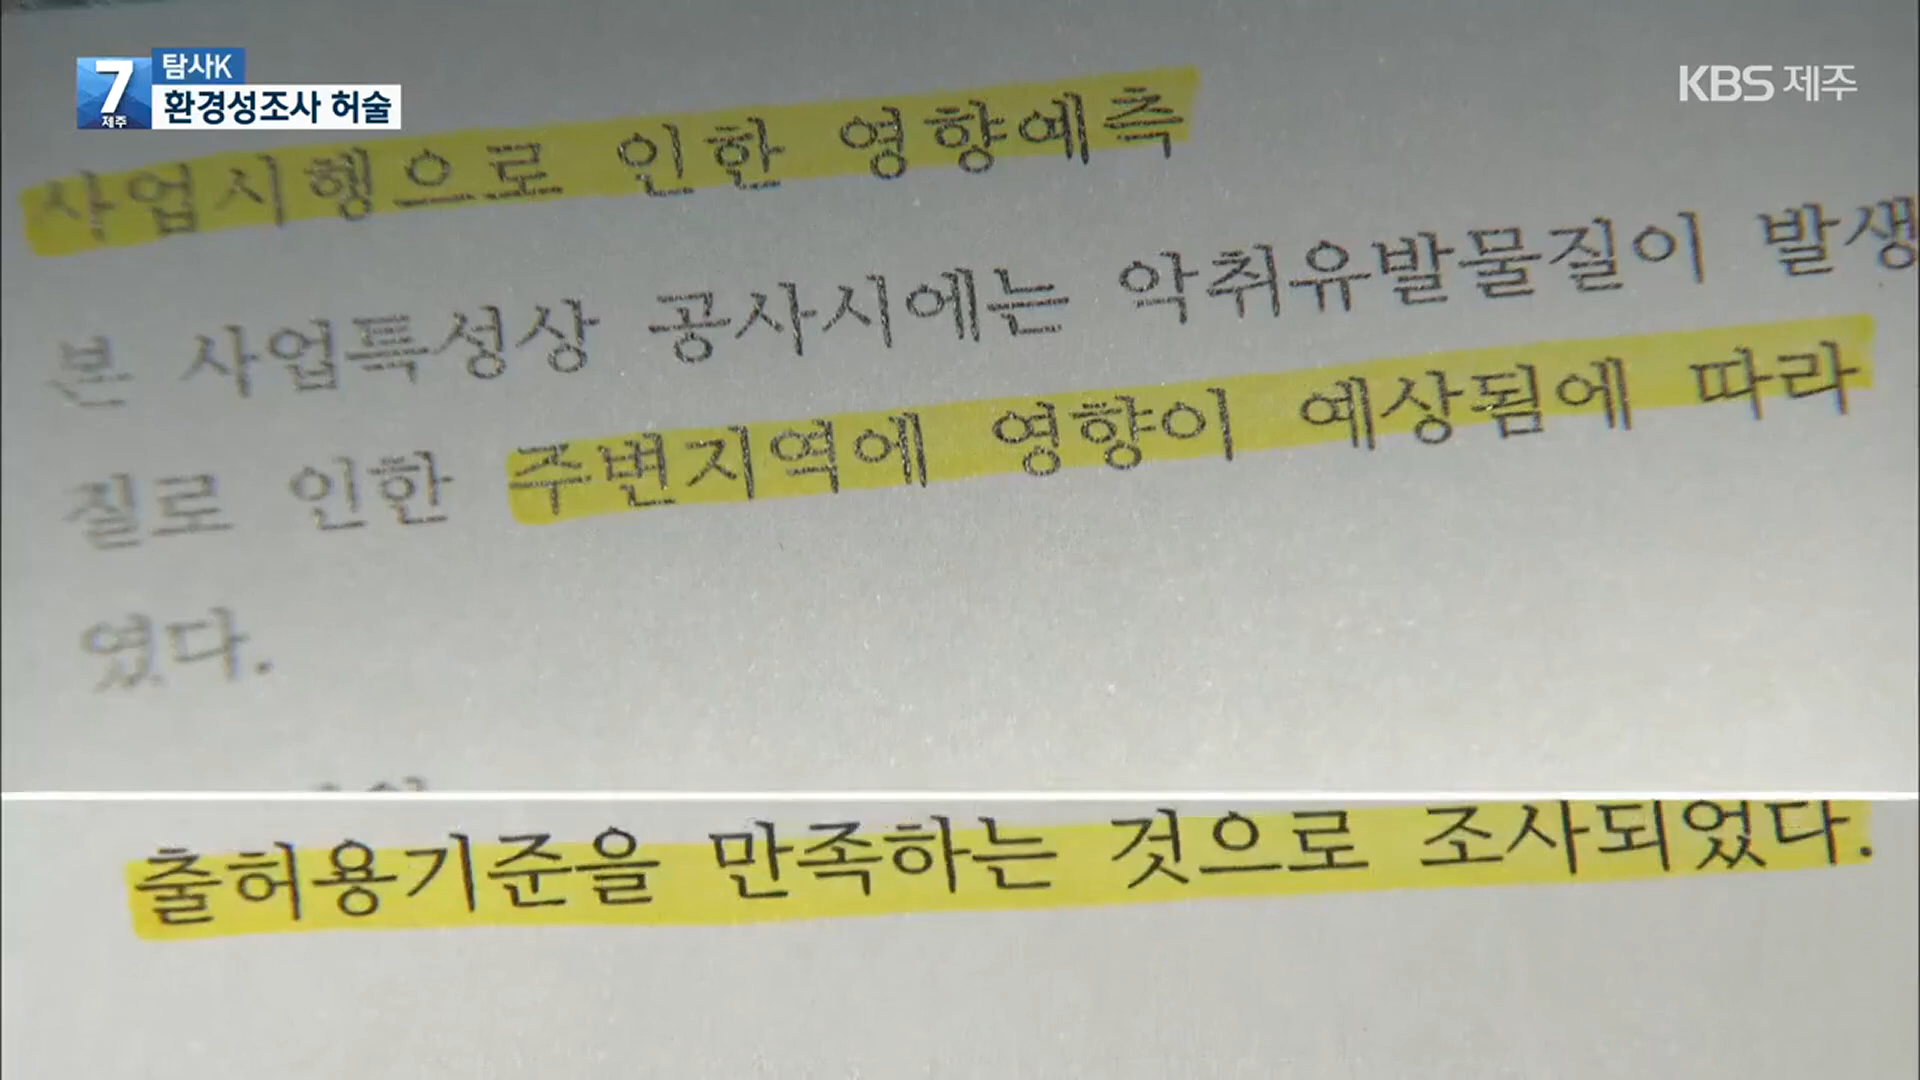 탐사K
7
제주
환경성조사 허술
KBS 제주
사업시행으로 인한 영향예측
본 사업특성상 공사시에는 악취유발물질이 발생
질로 인한 주변지역에 영향이 예상됨에 따라
였다.
출허용기준을 만족하는 것으로 조사되었다.